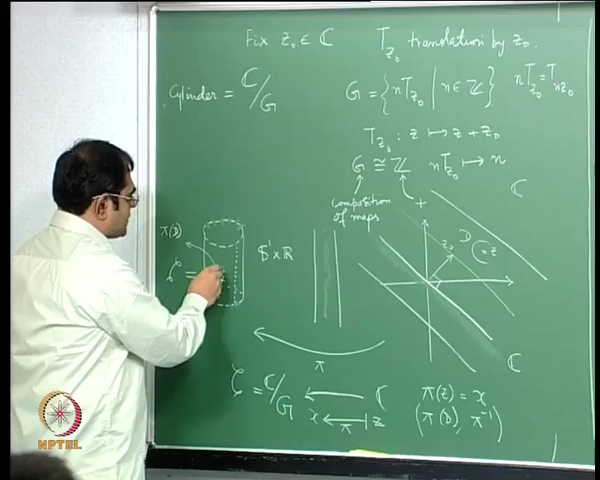 Fix z₀ ∈ ℂ T_{z₀} translation by z₀.
Cylinder = ℂ/G G = { nT_{z₀} | n ∈ ℤ } nT_{z₀} = T_{nz₀}
T_{z₀} : z ↦ z + z₀
G ≅ ℤ nT_{z₀} ↦ n
composition of maps +
ℂ
π(D) S¹ × ℝ z₀ D z
=
ℂ
π
= ℂ/G ← ℂ π(z) = x
x ← z (π(D), π⁻¹)
π
NPTEL